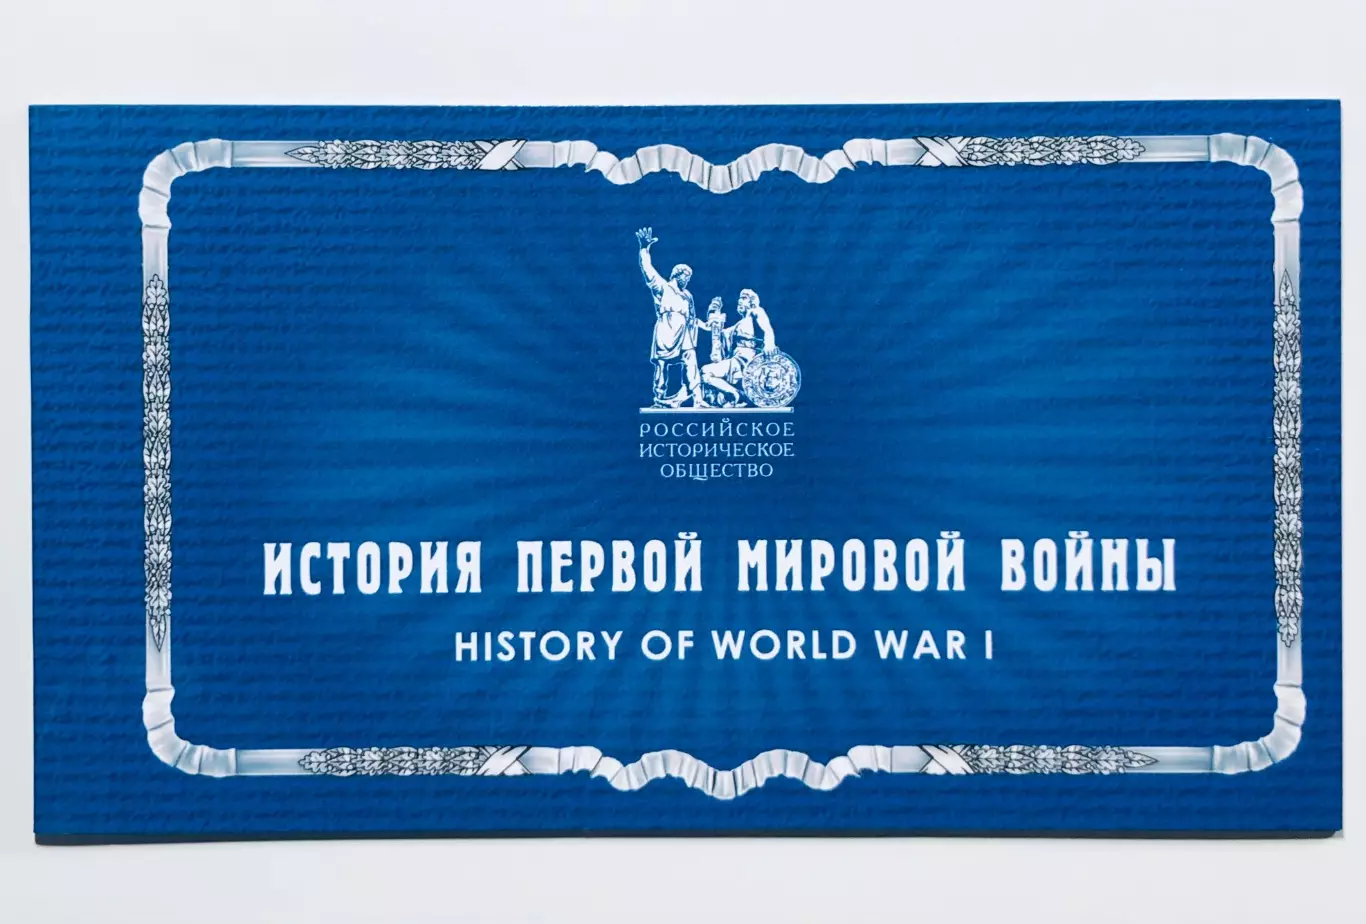 РОССИЙСКОЕ
ИСТОРИЧЕСКОЕ
ОБЩЕСТВО
ИСТОРИЯ ПЕРВОЙ МИРОВОЙ ВОЙНЫ
HISTORY OF WORLD WAR I